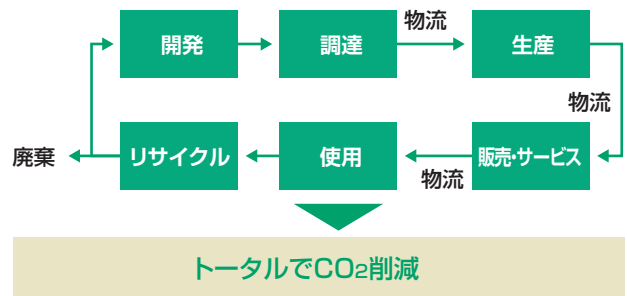 開発
調達
物流
生産
物流
廃棄
リサイクル
使用
物流
販売・サービス
トータルでCO2削減